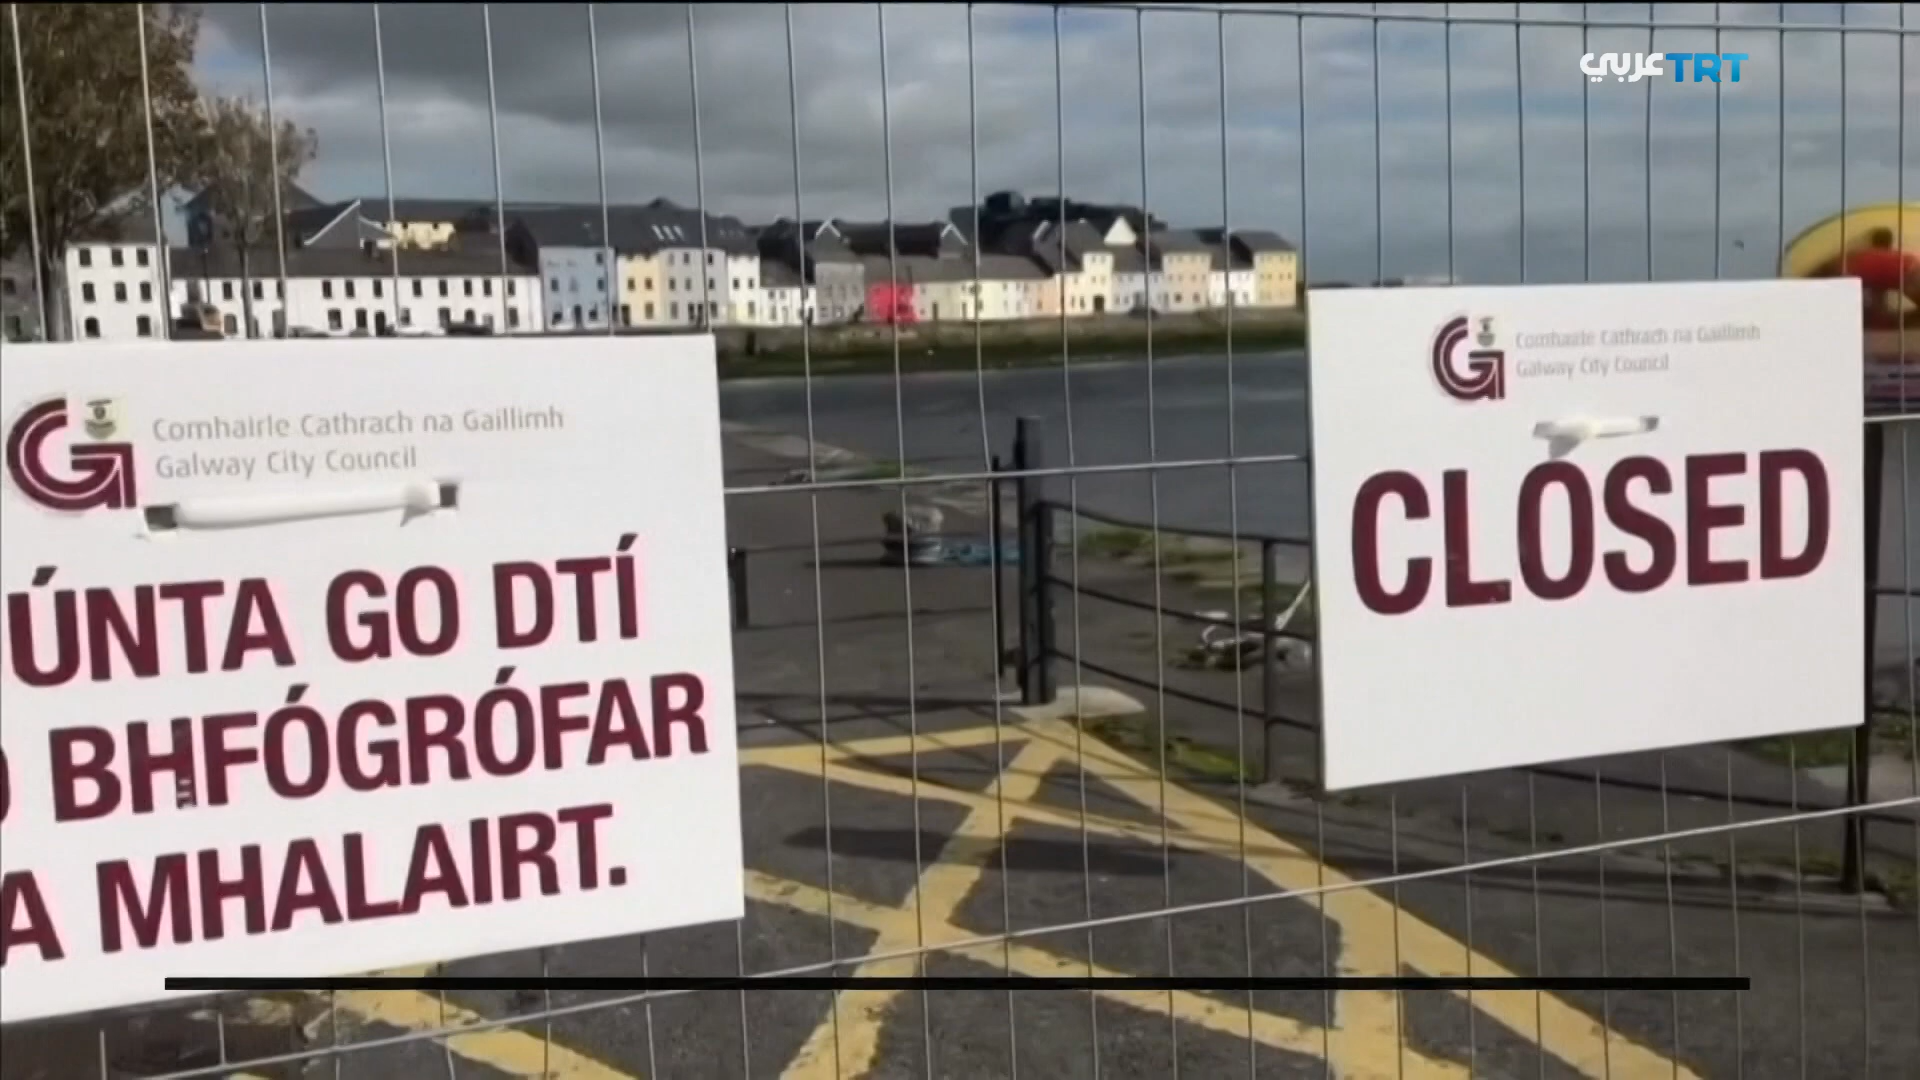 عربي TRT
Comhairle Cathrach na Gaillimh
Galway City Council
ÚNTA GO DTÍ
BHFÓGRÓFAR
A MHALAIRT.
Comhairle Cathrach na Gaillimh
Galway City Council
CLOSED